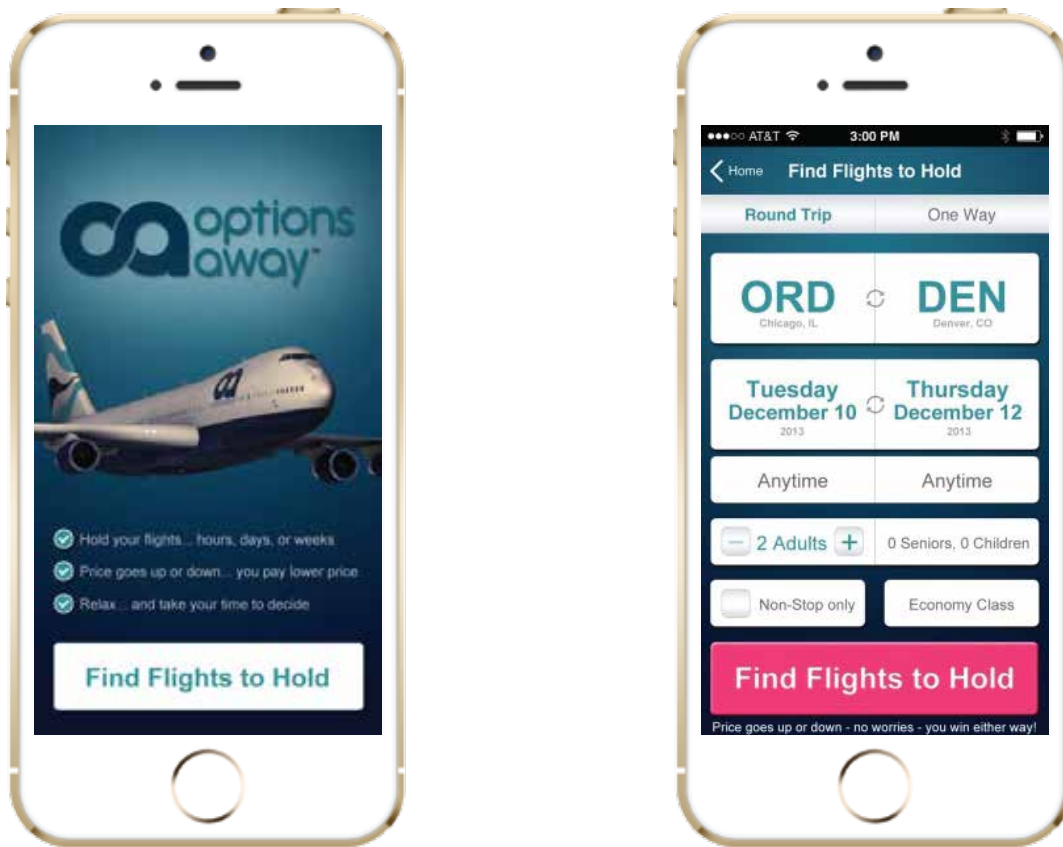 options
away™
Hold your flights... hours, days, or weeks
Price goes up or down... you pay lower price
Relax... and take your time to decide
Find Flights to Hold
AT&T 3:00 PM
Home Find Flights to Hold
Round Trip One Way
ORD DEN
Chicago, IL Denver, CO
Tuesday Thursday
December 10 December 12
2013 2013
Anytime Anytime
2 Adults 0 Seniors, 0 Children
Non-Stop only Economy Class
Find Flights to Hold
Price goes up or down - no worries - you win either way!